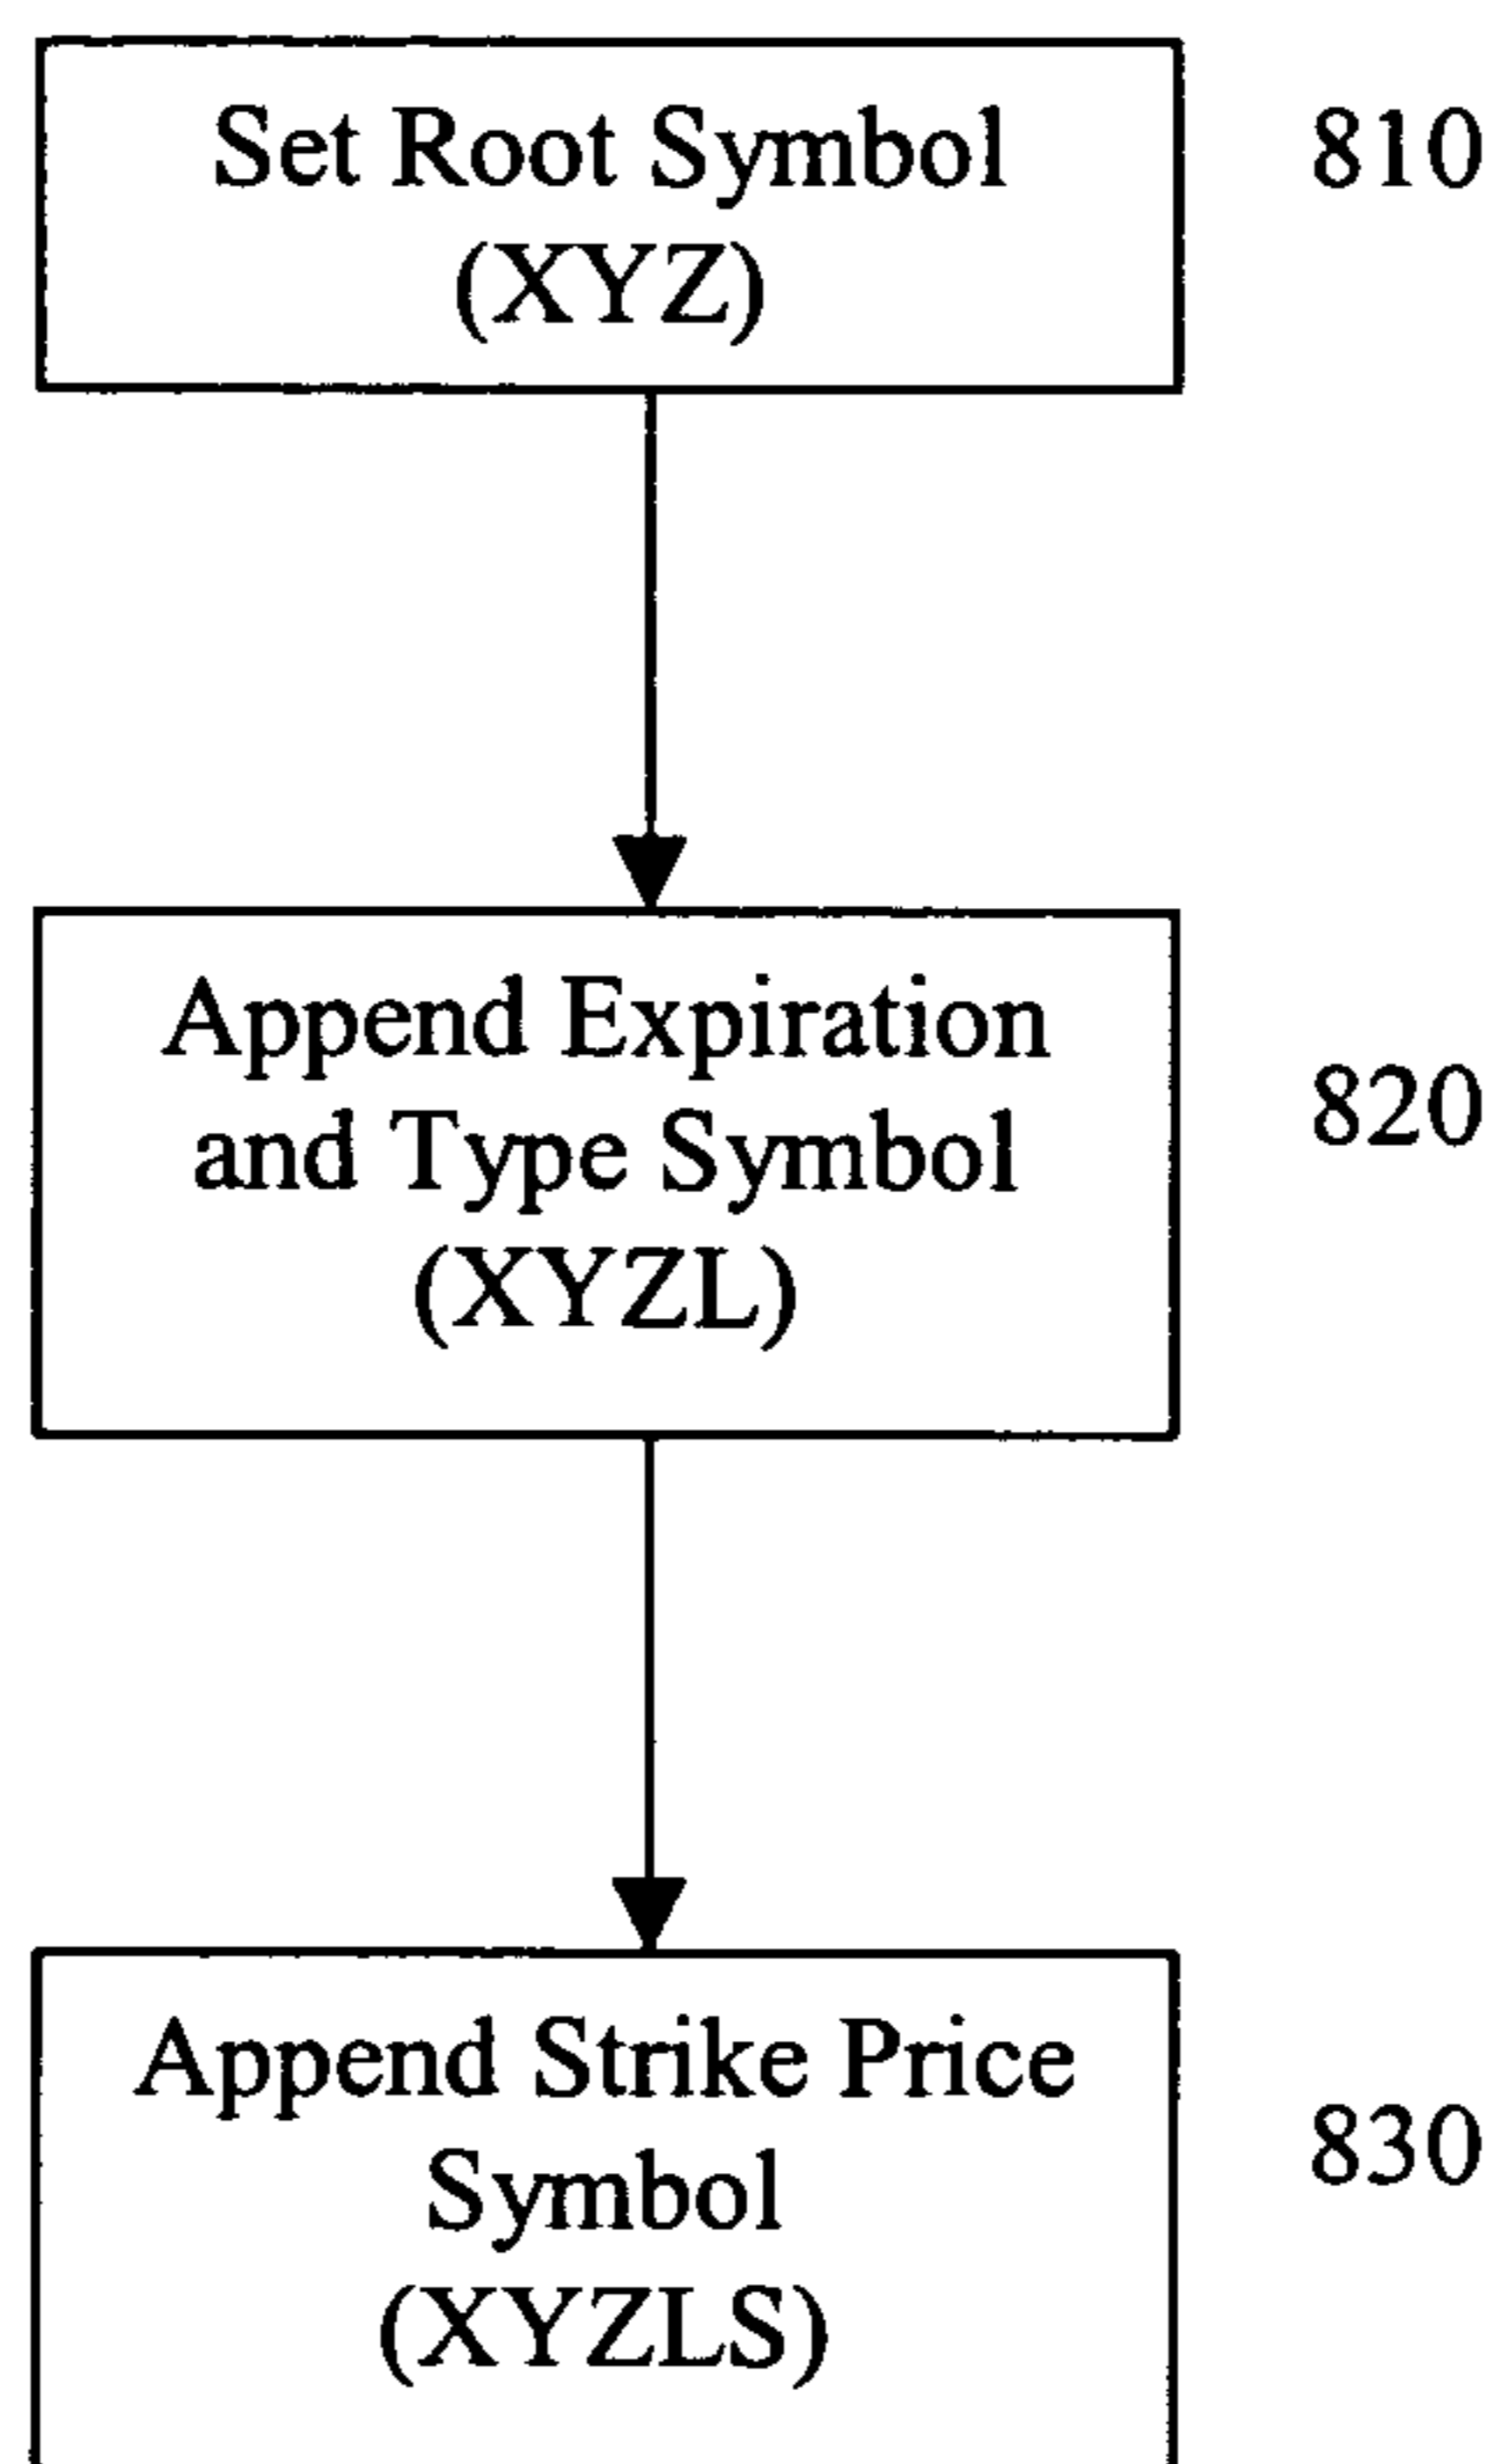 Set Root Symbol
(XYZ)
810
Append Expiration
and Type Symbol
(XYZL)
820
Append Strike Price
Symbol
(XYZLS)
830